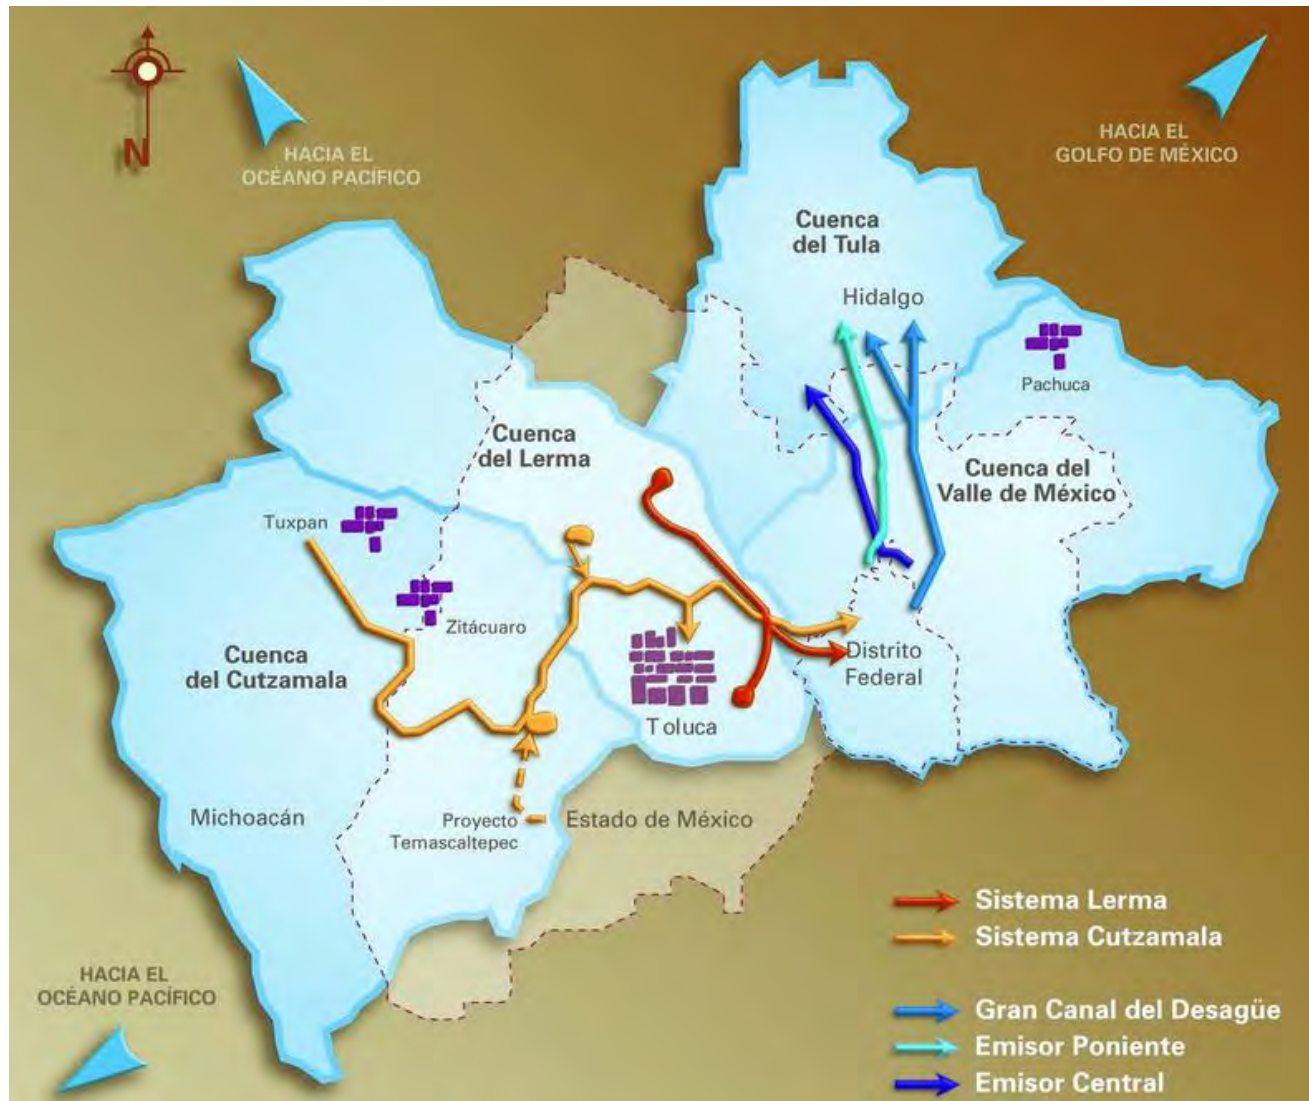 N
HACIA EL
OCÉANO PACÍFICO
HACIA EL
GOLFO DE MÉXICO
Cuenca
del Tula
Hidalgo
Pachuca
Cuenca
del Lerma
Cuenca del
Valle de México
Tuxpan
Zitácuaro
Cuenca
del Cutzamala
Distrito
Federal
Toluca
Michoacán
Proyecto
Temascaltepec
Estado de México
HACIA EL
OCÉANO PACÍFICO
Sistema Lerma
Sistema Cutzamala
Gran Canal del Desagüe
Emisor Poniente
Emisor Central